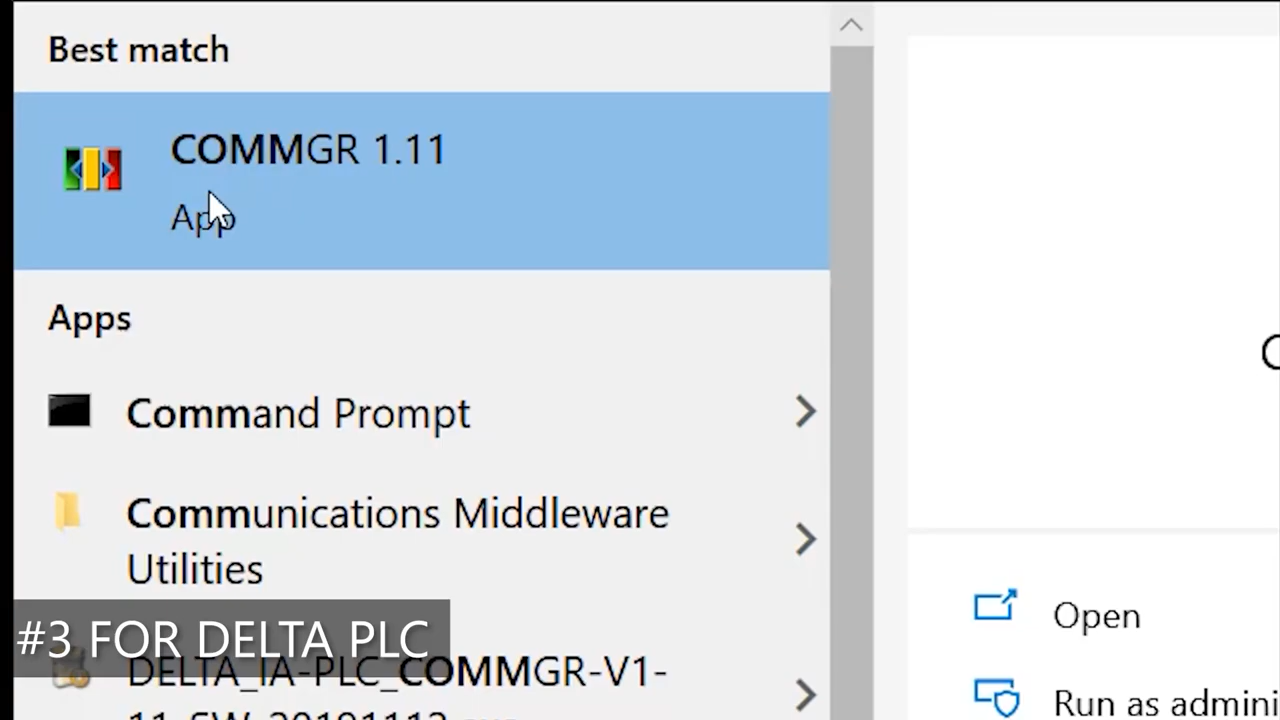 Best match
COMMGR 1.11
App
Apps
Command Prompt
Communications Middleware
Utilities
#3 FOR DELTA PLC
DELTA_IA-PLC_COMMGR-V1-
Open
Run as admini